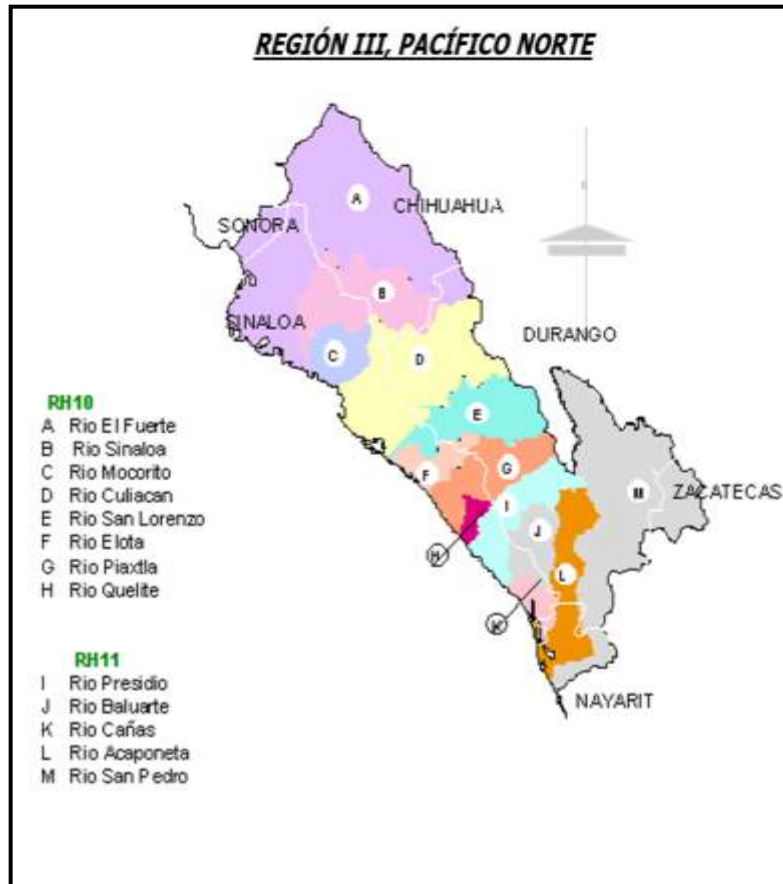 REGIÓN III, PACÍFICO NORTE
A
CHIHUAHUA
SONORA
B
SINALOA
DURANGO
C
D
RH10
A Rio El Fuerte
B Rio Sinaloa
C Rio Mocorito
D Rio Culiacan
E Rio San Lorenzo
F Rio Elota
G Rio Piaxtla
H Rio Quelite
E
F
G
M
ZACATECAS
I
J
H
L
K
RH11
I Rio Presidio
J Rio Baluarte
K Rio Cañas
L Rio Acaponeta
M Rio San Pedro
NAYARIT